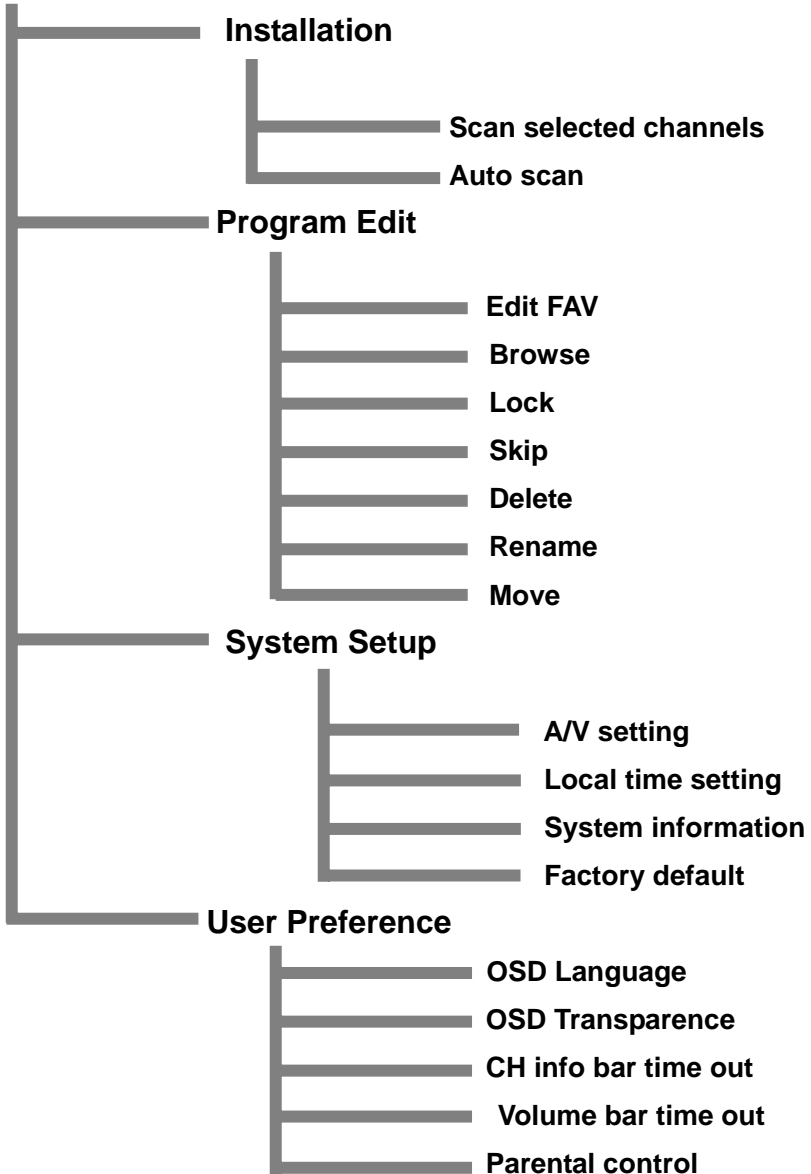 Installation
Scan selected channels
Auto scan
Program Edit
Edit FAV
Browse
Lock
Skip
Delete
Rename
Move
System Setup
A/V setting
Local time setting
System information
Factory default
User Preference
OSD Language
OSD Transparence
CH info bar time out
Volume bar time out
Parental control